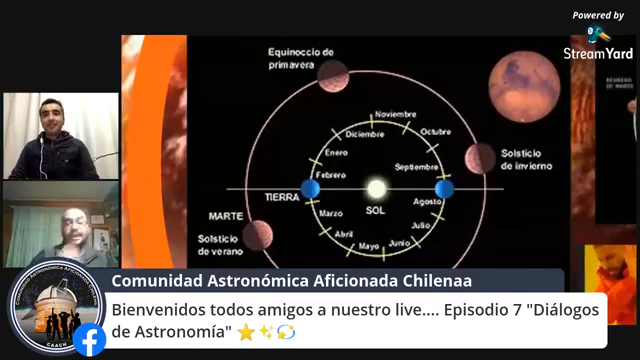 Powered by
StreamYard
Equinoccio de
primavera
Noviembre
Diciembre
Octubre
Enero
Septiembre
Solsticio
de invierno
Febrero
TIERRA
SOL
Marzo
Agosto
MARTE
Abril
Julio
Solsticio
de verano
Mayo
Junio
Comunidad Astronómica Aficionada Chilenaa
Bienvenidos todos amigos a nuestro live.... Episodio 7 "Diálogos
de Astronomía" ⭐✨💫
CAACH